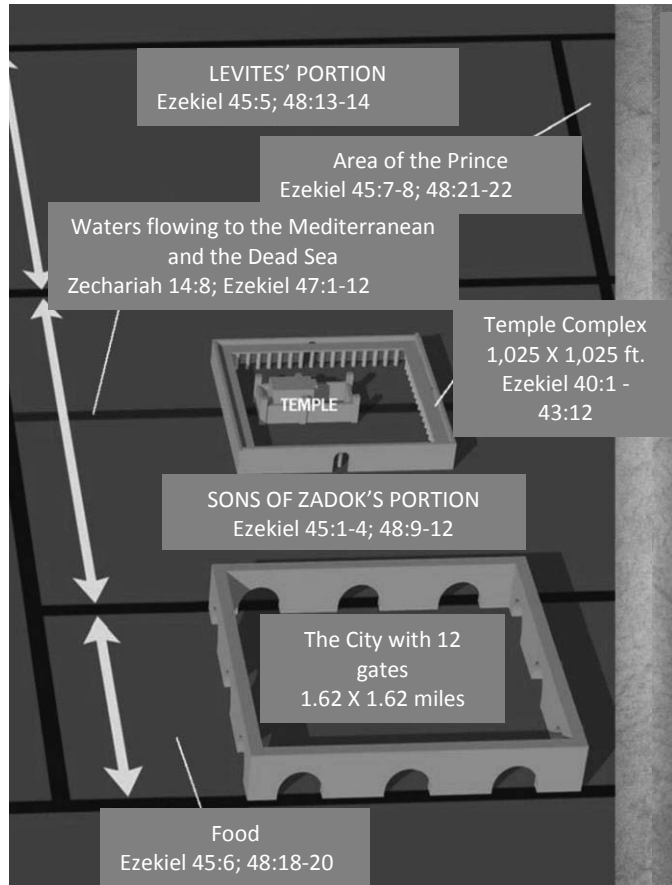 LEVITES' PORTION
Ezekiel 45:5; 48:13-14
Area of the Prince
Ezekiel 45:7-8; 48:21-22
Waters flowing to the Mediterranean
and the Dead Sea
Zechariah 14:8; Ezekiel 47:1-12
Temple Complex
1,025 X 1,025 ft.
Ezekiel 40:1 -
43:12
TEMPLE
SONS OF ZADOK'S PORTION
Ezekiel 45:1-4; 48:9-12
The City with 12
gates
1.62 X 1.62 miles
Food
Ezekiel 45:6; 48:18-20